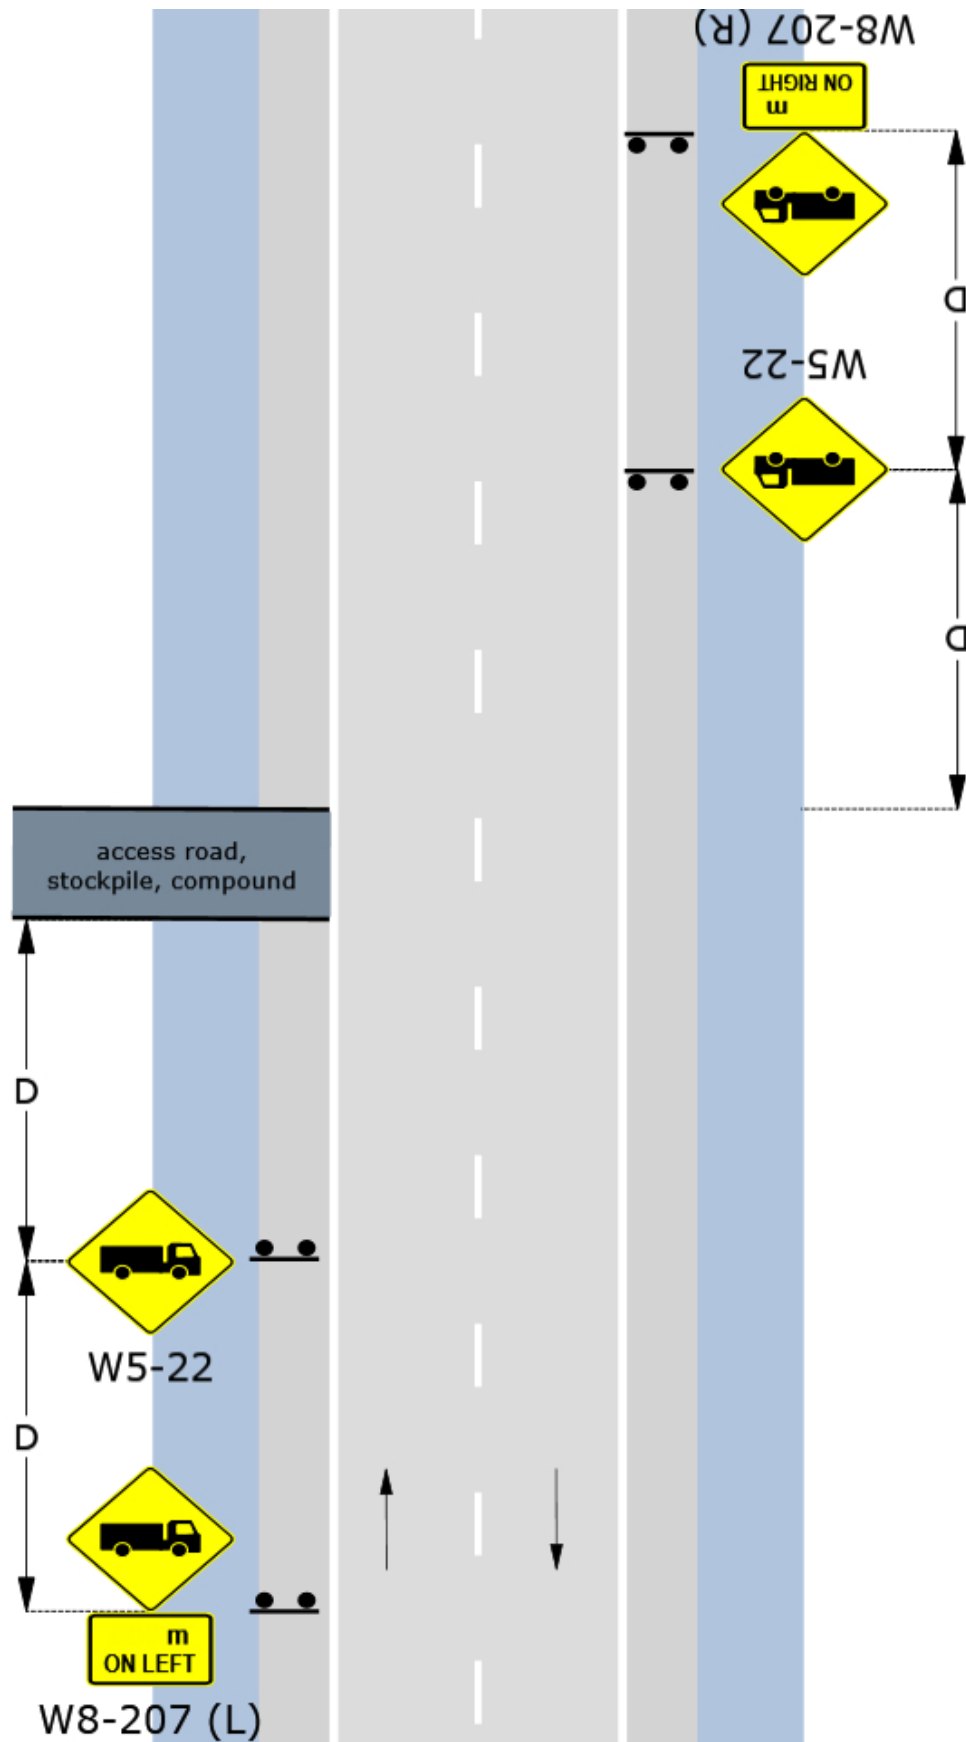 W8-207 (R)
m
ON RIGHT
D
W5-22
D
access road,
stockpile, compound
D
W5-22
D
m
ON LEFT
W8-207 (L)